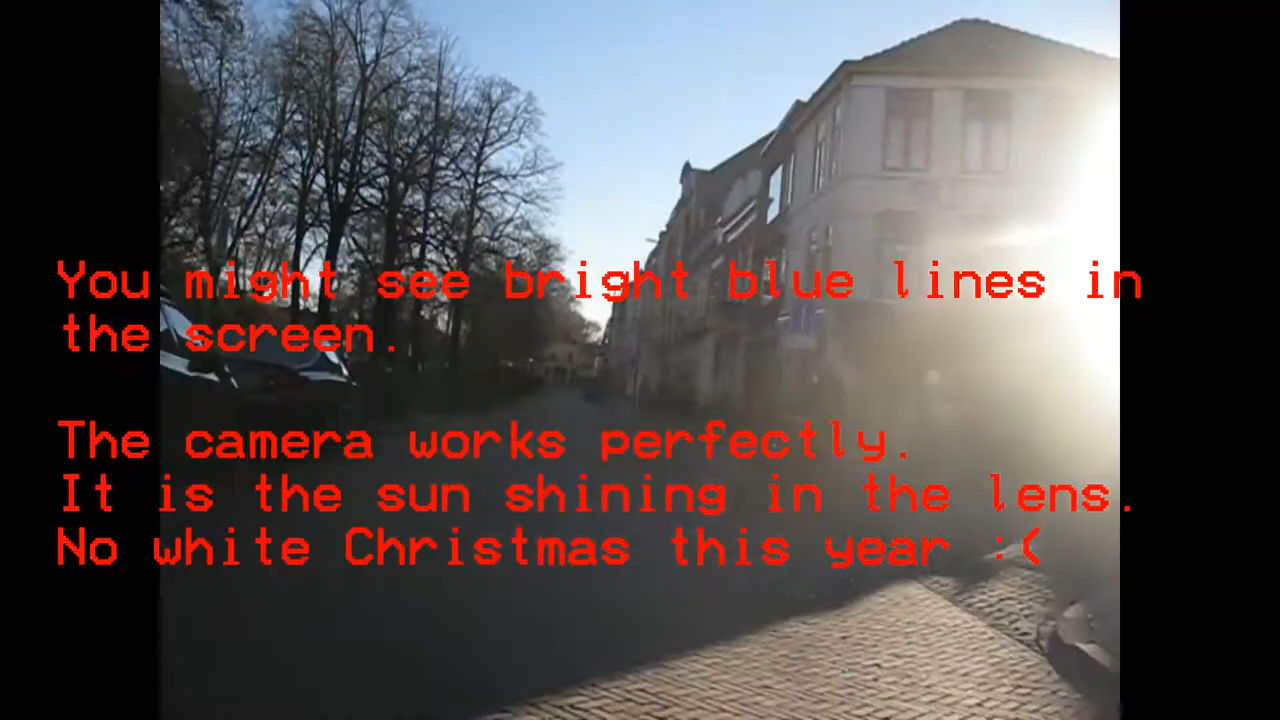 You might see bright blue lines in
the screen.
The camera works perfectly.
It is the sun shining in the lens.
No white Christmas this year :(